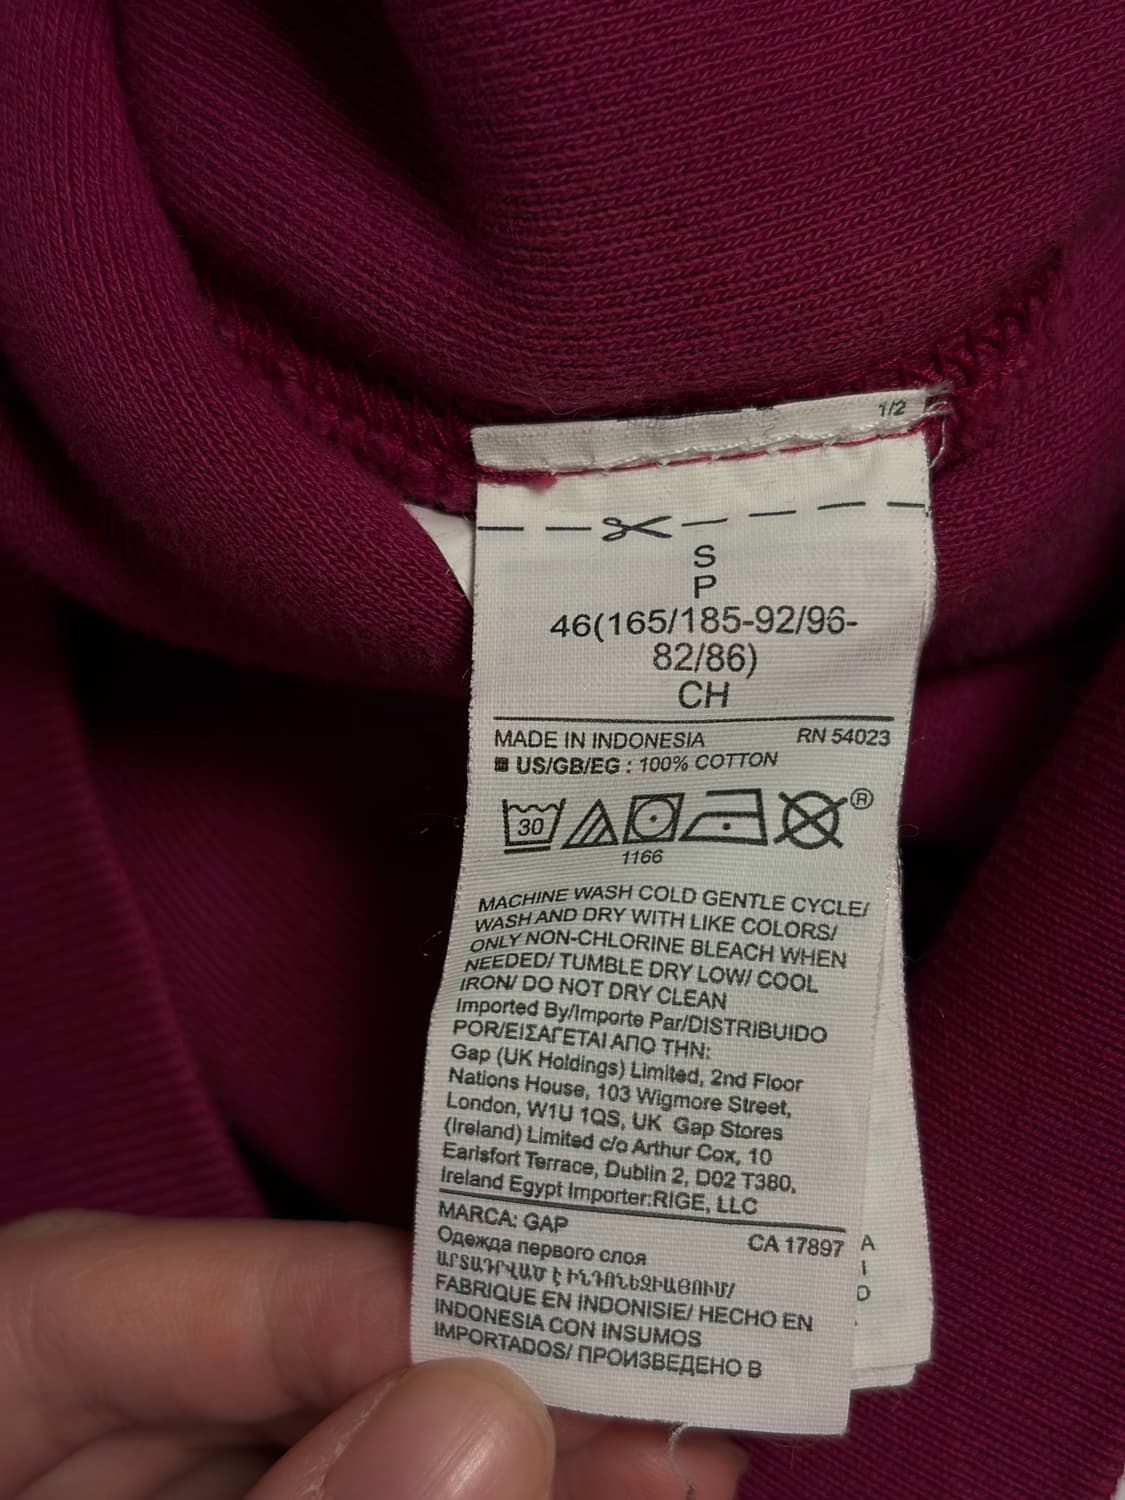 1/2
S
P
46(165/185-92/96-
82/86)
CH
MADE IN INDONESIA RN 54023
US/GB/EG : 100% COTTON
30
®
1166
MACHINE WASH COLD GENTLE CYCLE/
WASH AND DRY WITH LIKE COLORS/
ONLY NON-CHLORINE BLEACH WHEN
NEEDED/ TUMBLE DRY LOW/ COOL
IRON/ DO NOT DRY CLEAN
Imported By/Importe Par/DISTRIBUIDO
POR/ΕΙΣΑΓΕΤΑΙ ΑΠΟ ΤΗΝ:
Gap (UK Holdings) Limited, 2nd Floor
Nations House, 103 Wigmore Street,
London, W1U 1QS, UK Gap Stores
(Ireland) Limited c/o Arthur Cox, 10
Earlsfort Terrace, Dublin 2, D02 T380,
Ireland Egypt Importer:RIGE, LLC
MARCA: GAP CA 17897
Одежда первого слоя
ԱՐՏԱԴՐՎԱԾ Է ԻՆԴՈՆԵԶԻԱՅՈՒՄ/
FABRIQUE EN INDONISIE/ HECHO EN
INDONESIA CON INSUMOS
IMPORTADOS/ ПРОИЗВЕДЕНО В